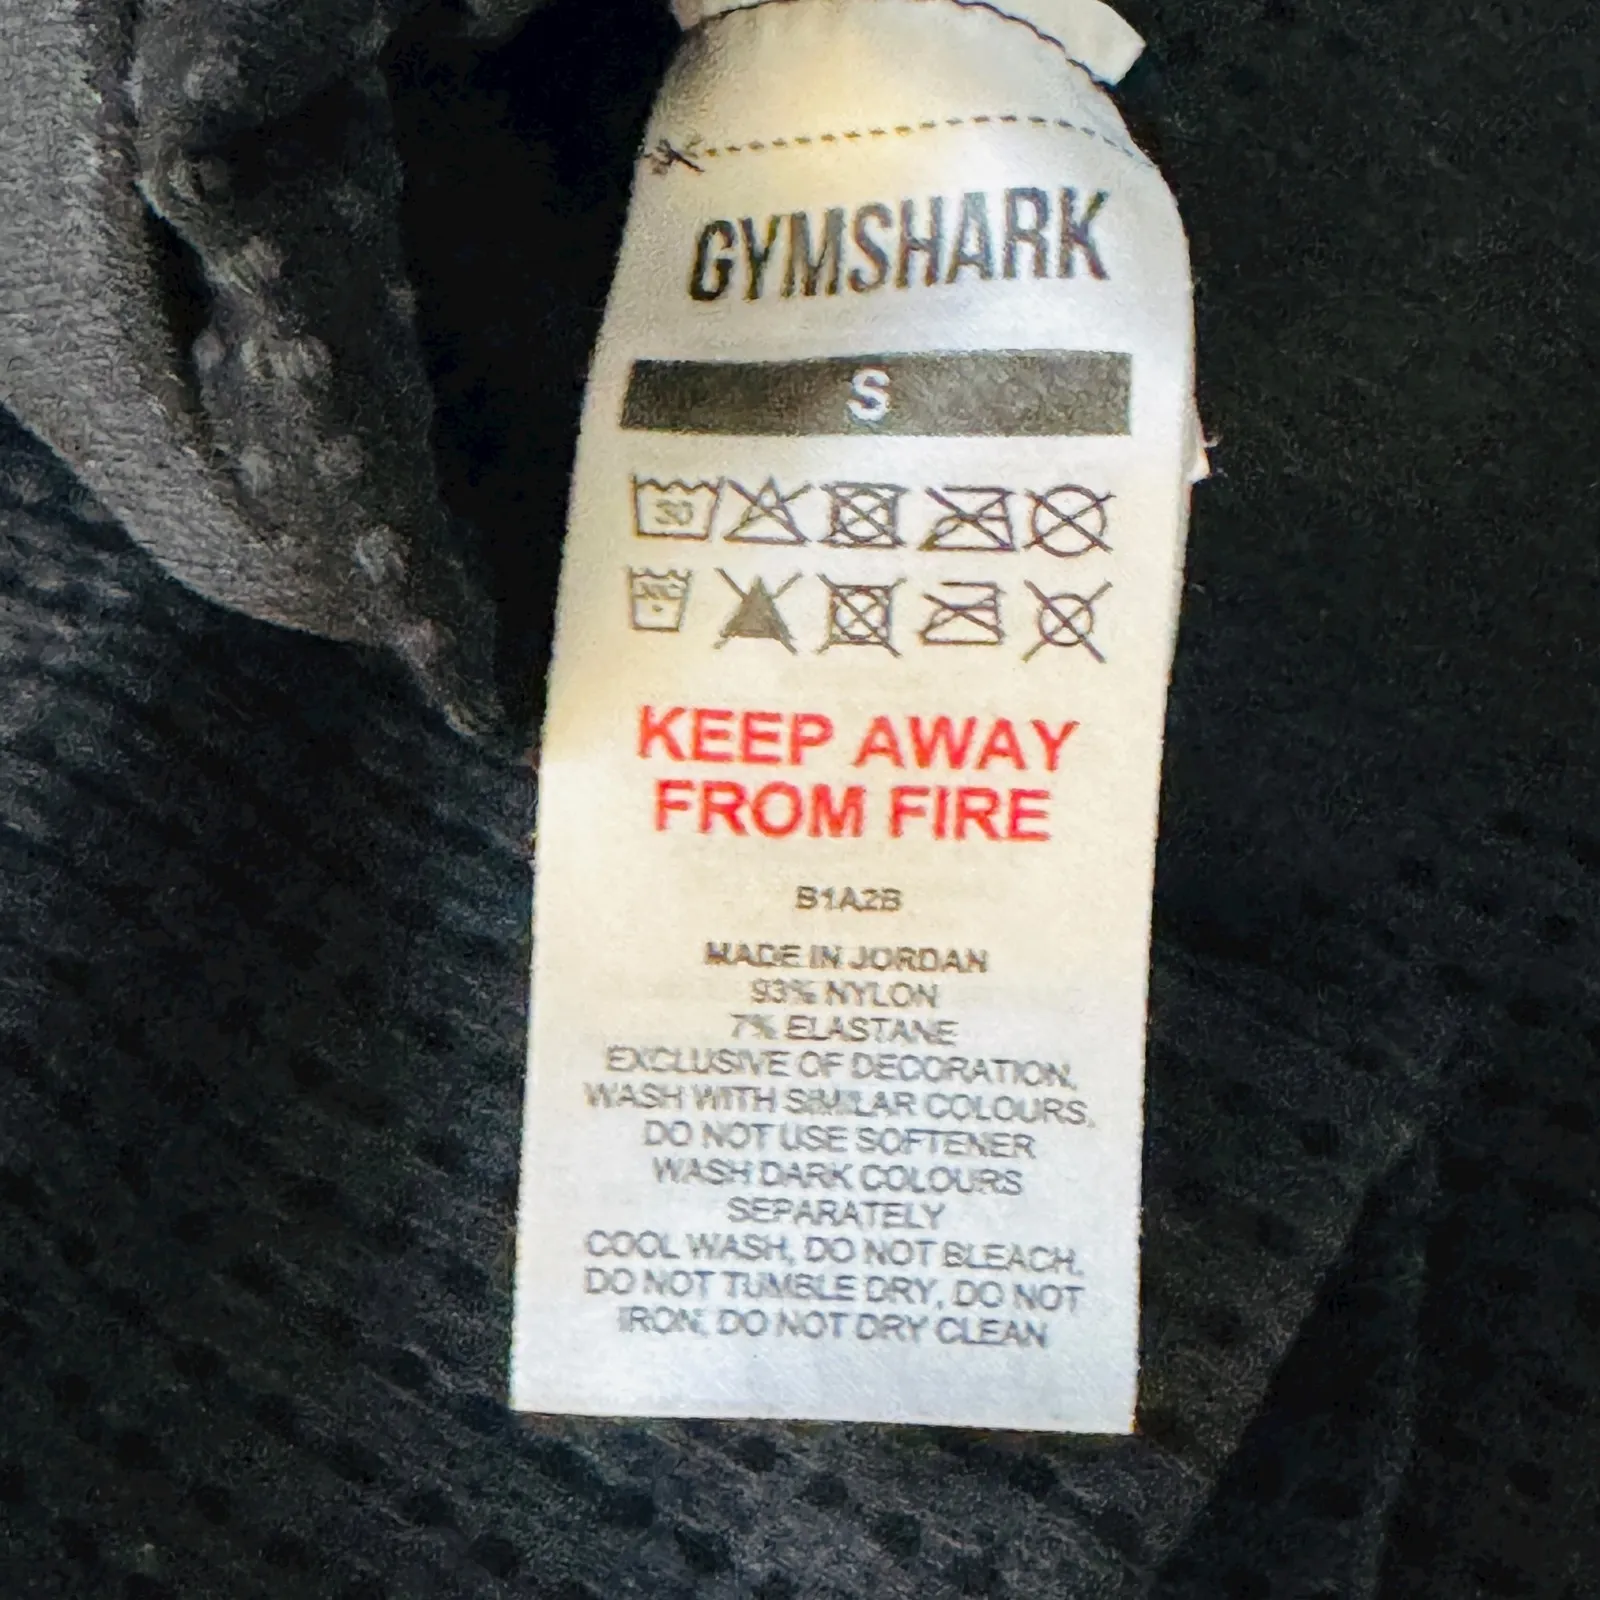 GYMSHARK
S
30
KEEP AWAY
FROM FIRE
B1A2B
MADE IN JORDAN
93% NYLON
7% ELASTANE
EXCLUSIVE OF DECORATION.
WASH WITH SIMILAR COLOURS.
DO NOT USE SOFTENER
WASH DARK COLOURS
SEPARATELY
COOL WASH, DO NOT BLEACH,
DO NOT TUMBLE DRY, DO NOT
IRON, DO NOT DRY CLEAN